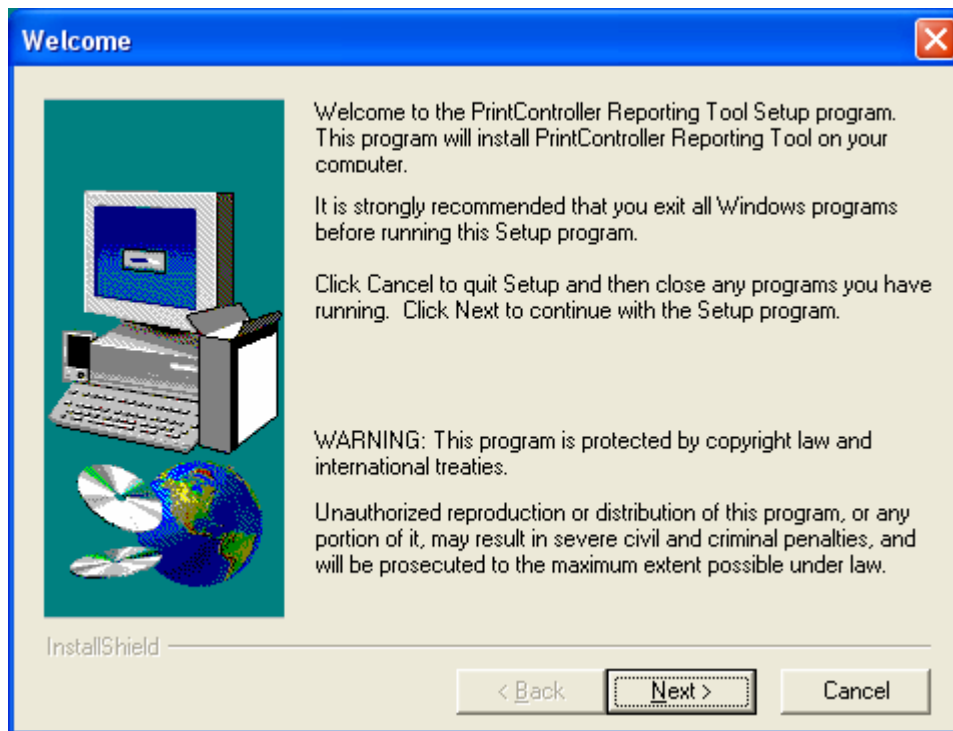 Welcome
Welcome to the PrintController Reporting Tool Setup program.
This program will install PrintController Reporting Tool on your
computer.
It is strongly recommended that you exit all Windows programs
before running this Setup program.
Click Cancel to quit Setup and then close any programs you have
running.  Click Next to continue with the Setup program.
WARNING: This program is protected by copyright law and
international treaties.
Unauthorized reproduction or distribution of this program, or any
portion of it, may result in severe civil and criminal penalties, and
will be prosecuted to the maximum extent possible under law.
InstallShield
< Back
Next >
Cancel